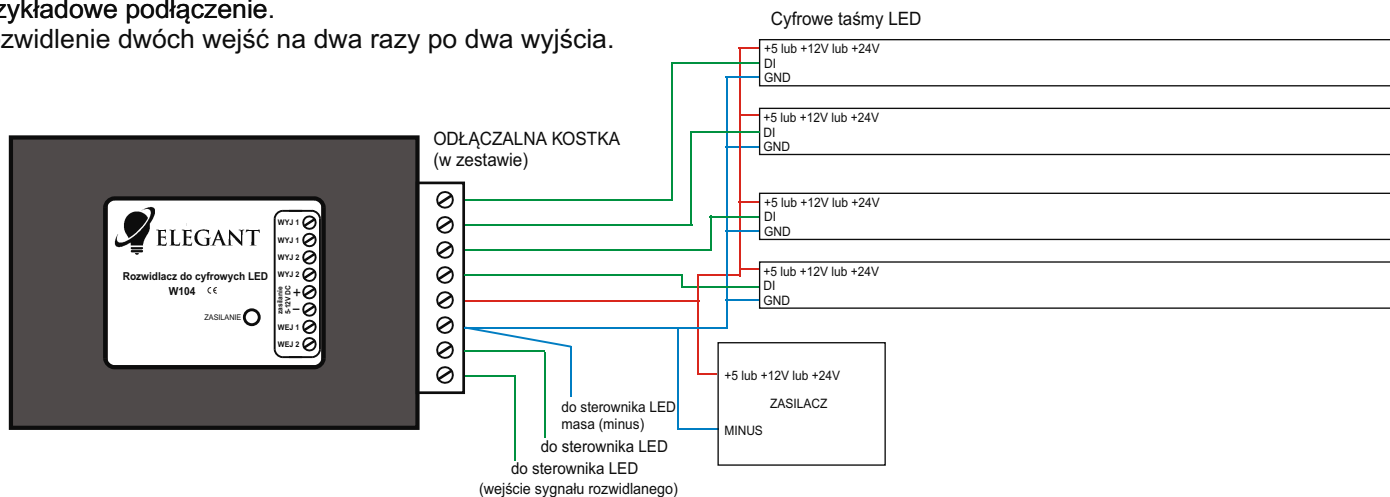 zykładowe podłączenie.
zwidlenie dwóch wejść na dwa razy po dwa wyjścia.
Cyfrowe taśmy LED
+5 lub +12V lub +24V
DI
GND
+5 lub +12V lub +24V
DI
GND
+5 lub +12V lub +24V
DI
GND
+5 lub +12V lub +24V
DI
GND
ODŁĄCZALNA KOSTKA
(w zestawie)
ELEGANT
Rozwidlacz do cyfrowych LED
W104 CE
ZASILANIE
WYJ 1
WYJ 1
WYJ 2
WYJ 2
zasilanie
5-12V DC
+
−
WEJ 1
WEJ 2
+5 lub +12V lub +24V
ZASILACZ
MINUS
do sterownika LED
masa (minus)
do sterownika LED
do sterownika LED
(wejście sygnału rozwidlanego)